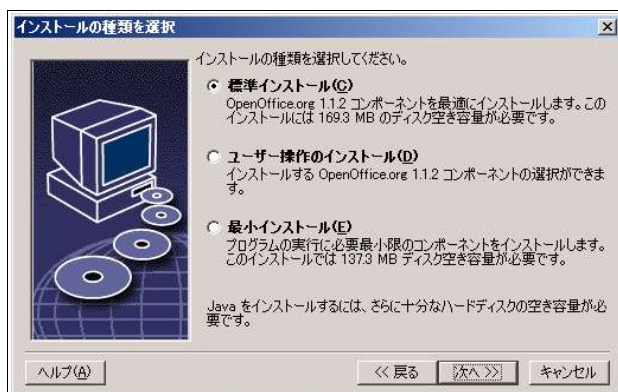 インストールの種類を選択
インストールの種類を選択してください。
標準インストール(C)
OpenOffice.org 1.1.2 コンポーネントを最適にインストールします。この
インストールには 169.3 MB のディスク空き容量が必要です。
ユーザー操作のインストール(D)
インストールする OpenOffice.org 1.1.2 コンポーネントの選択ができま
す。
最小インストール(E)
プログラムの実行に必要最小限のコンポーネントをインストールします。
このインストールでは 137.3 MB ディスク空き容量が必要です。
Java をインストールするには、さらに十分なハードディスクの空き容量が必
要です。
ヘルプ(A)
<< 戻る
次へ >>
キャンセル